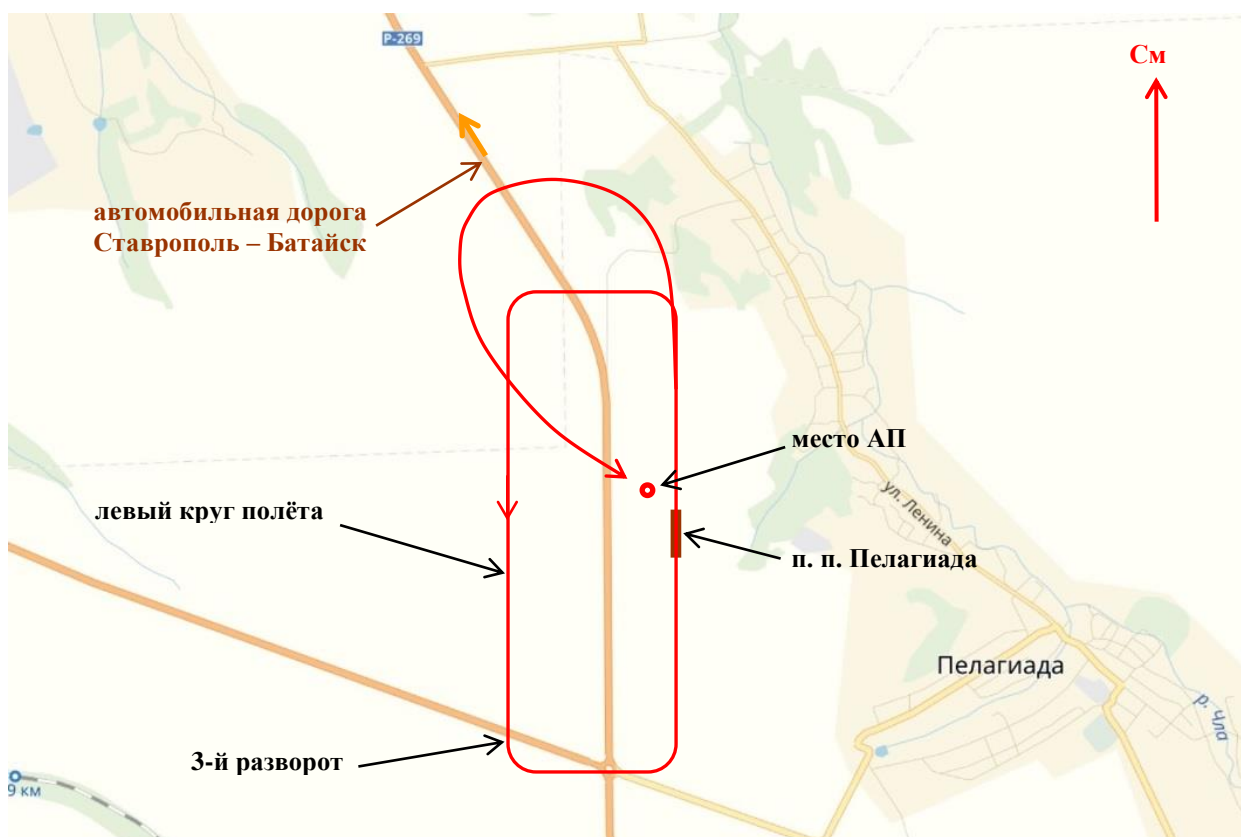 Р-269
См
автомобильная дорога
Ставрополь – Батайск
место АП
левый круг полёта
ул. Ленина
п. п. Пелагиада
Пелагиада
р. Чла
3-й разворот
9 км